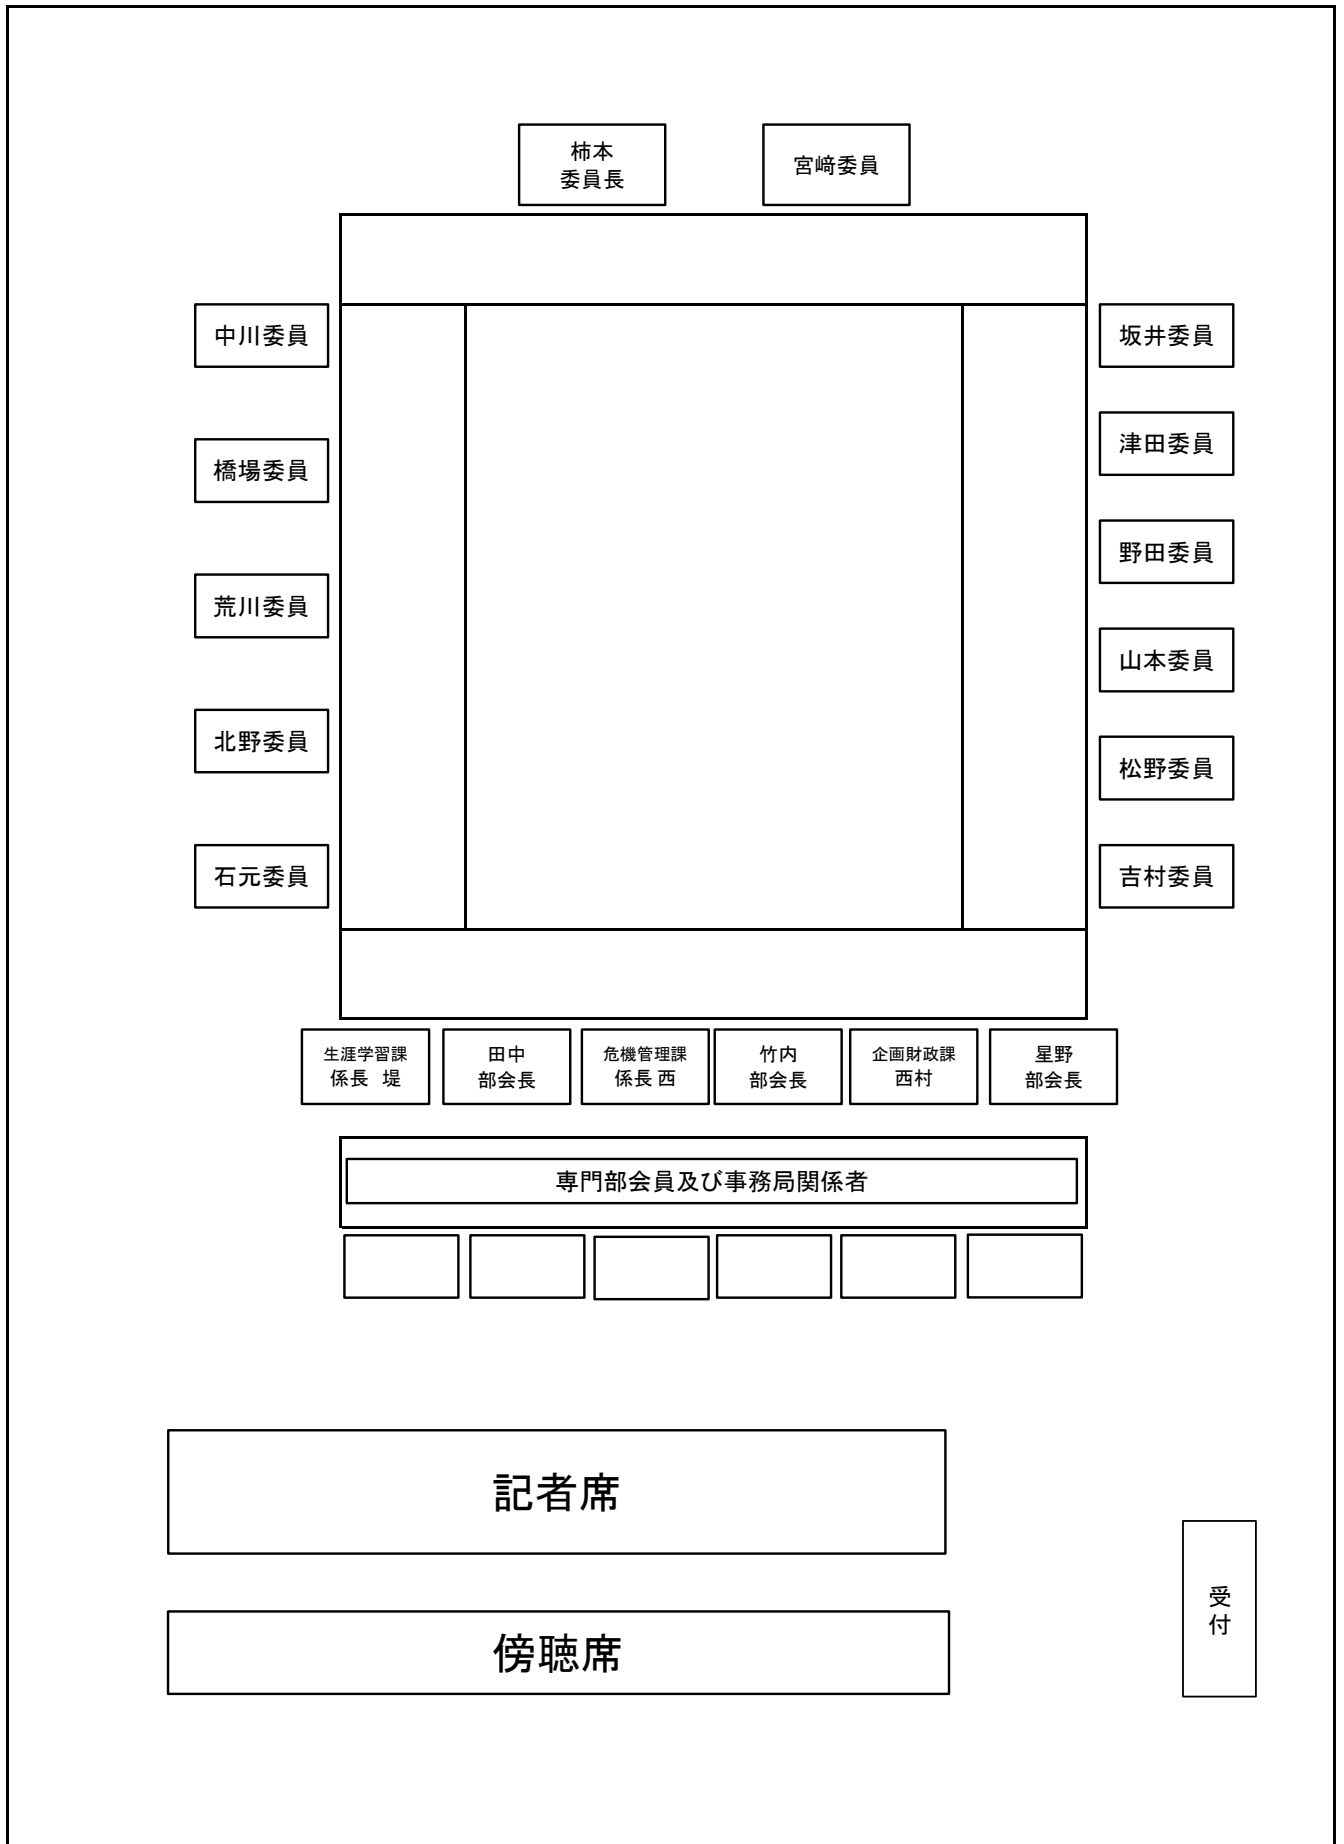 柿本
委員長
宮﨑委員
中川委員
坂井委員
津田委員
橋場委員
野田委員
荒川委員
山本委員
北野委員
松野委員
石元委員
吉村委員
生涯学習課
係長 堤
田中
部会長
危機管理課
係長 西
竹内
部会長
企画財政課
西村
星野
部会長
専門部会員及び事務局関係者
記者席
受付
傍聴席